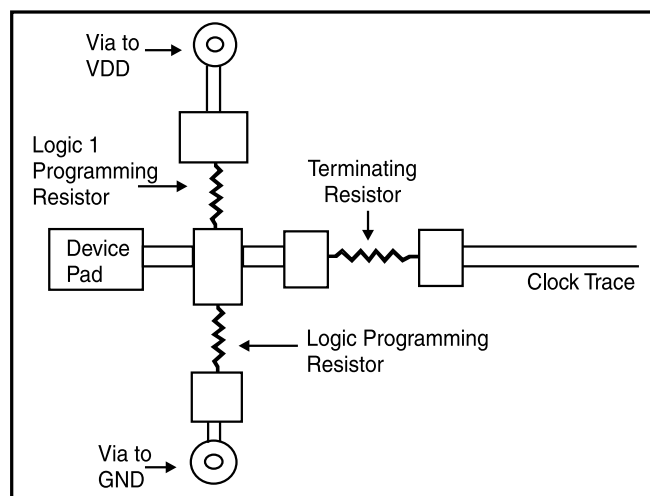 Via to
VDD
Logic 1
Programming
Resistor
Terminating
Resistor
Device
Pad
Clock Trace
Logic Programming
Resistor
Via to
GND